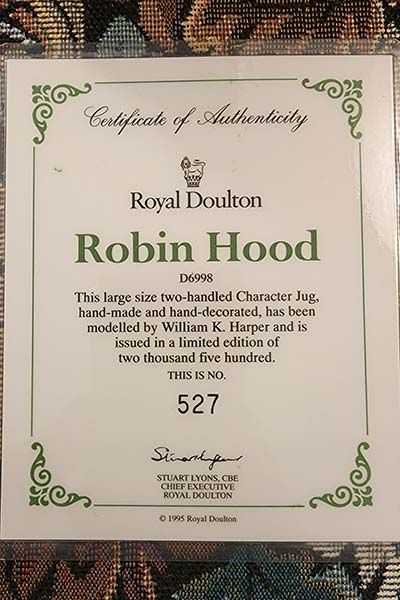 Certificate of Authenticity
Royal Doulton
Robin Hood
D6998
This large size two-handled Character Jug,
hand-made and hand-decorated, has been
modelled by William K. Harper and is
issued in a limited edition of
two thousand five hundred.
THIS IS NO.
527
Stuart Lyons
STUART LYONS, CBE
CHIEF EXECUTIVE
ROYAL DOULTON
© 1995 Royal Doulton